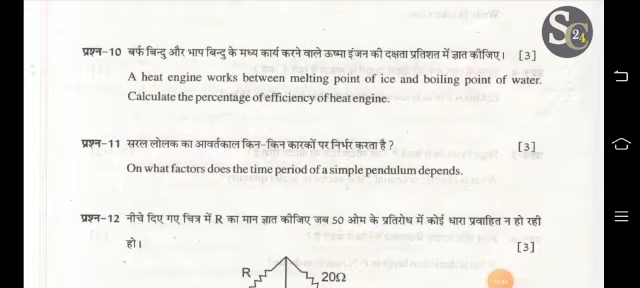 SC24
प्रश्न–10 बर्फ बिन्दु और भाप बिन्दु के मध्य कार्य करने वाले ऊष्मा इंजन की दक्षता प्रतिशत में ज्ञात कीजिए। [3]
A heat engine works between melting point of ice and boiling point of water.
Calculate the percentage of efficiency of heat engine.
प्रश्न–11 सरल लोलक का आवर्तकाल किन-किन कारकों पर निर्भर करता है ? [3]
On what factors does the time period of a simple pendulum depends.
प्रश्न–12 नीचे दिए गए चित्र में R का मान ज्ञात कीजिए जब 50 ओम के प्रतिरोध में कोई धारा प्रवाहित न हो रही
हो। [3]
R 20Ω